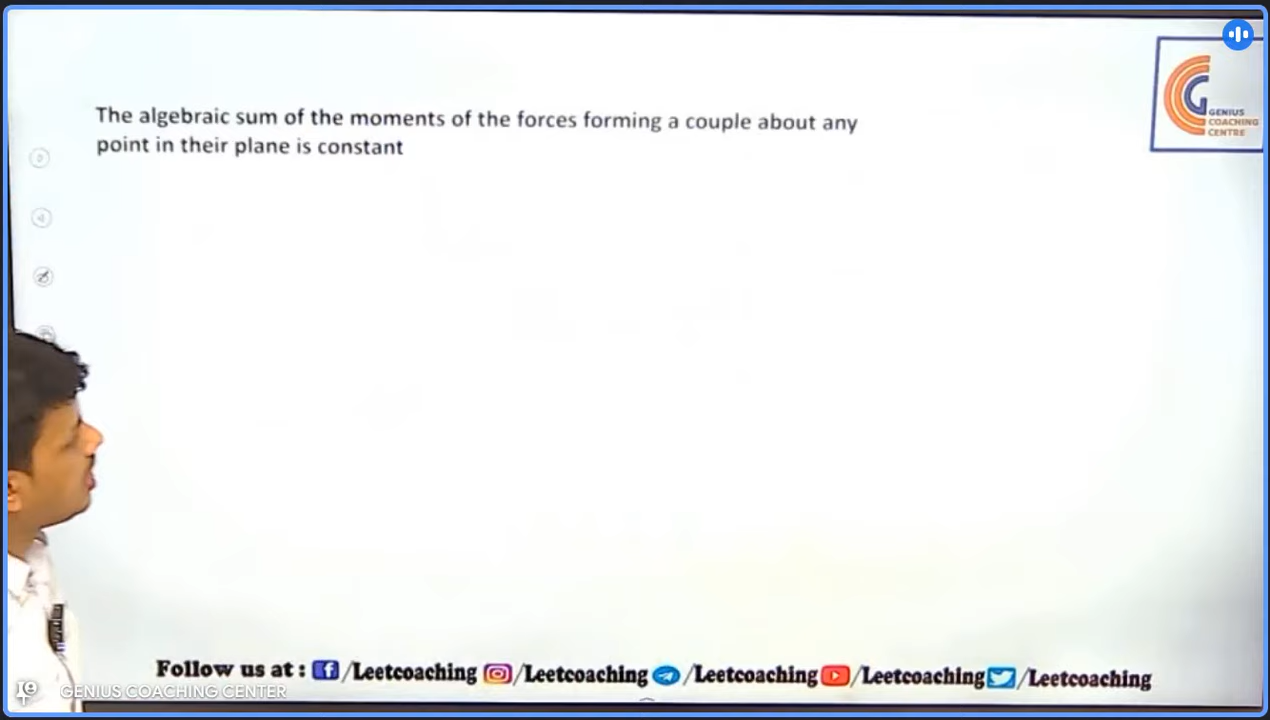 The algebraic sum of the moments of the forces forming a couple about any
point in their plane is constant
GENIUS
COACHING
CENTRE
Follow us at : /Leetcoaching /Leetcoaching /Leetcoaching /Leetcoaching /Leetcoaching
GENIUS COACHING CENTER